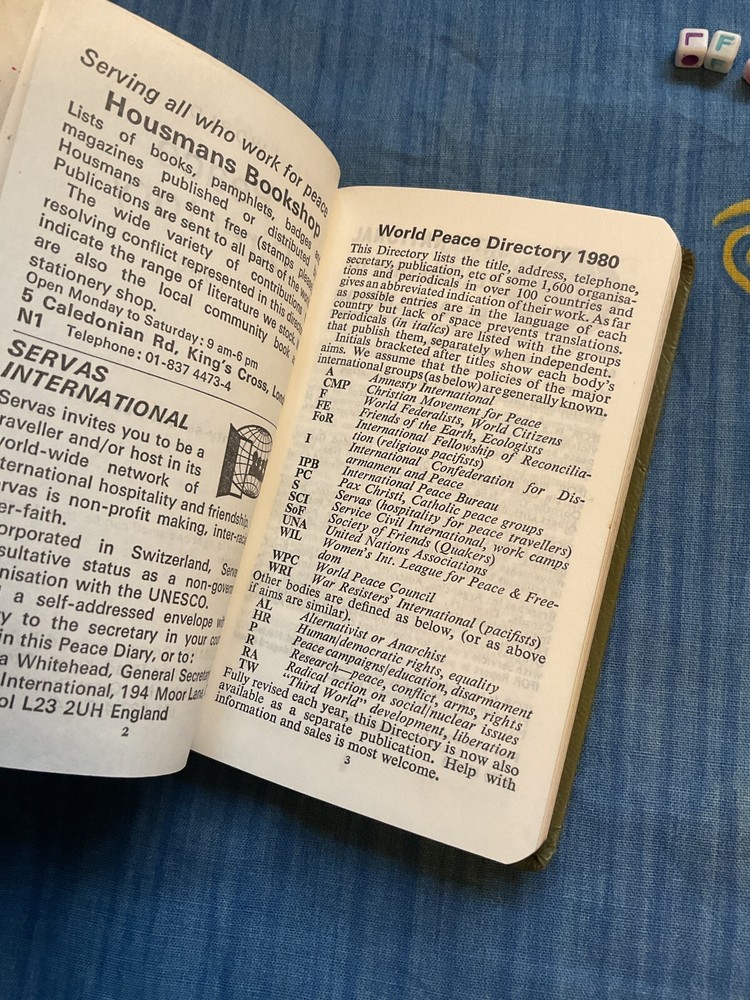 Serving all who work for peace
Housmans Bookshop
Lists of books, pamphlets, badges
magazines published or distributed
Housmans are sent free (stamps
Publications are sent to all parts of the
The wide variety of contributions
resolving conflict represented in this
indicate the range of literature we stock
are also the local community book
stationery shop.
Open Monday to Saturday: 9 am-6 pm
5 Caledonian Rd, King's Cross,
N1 Telephone: 01-837 4473-4
SERVAS
INTERNATIONAL
Servas invites you to be a
raveller and/or host in its
world-wide network of
ternational hospitality and friendship.
ervas is non-profit making, inter-racial
er-faith.
orporated in Switzerland,
sultative status as a non-gover
nisation with the UNESCO.
a self-addressed envelope
y to the secretary in your
in this Peace Diary, or to:
a Whitehead, General Secretary
International, 194 Moor Lane
ol L23 2UH England
2
World Peace Directory 1980
This Directory lists the title, address, telephone,
secretary, publication, etc of some 1,600 organisa-
tions and periodicals in over 100 countries and
gives an abbreviated indication of their work. As far
as possible entries are in the language of each
country but lack of space prevents translations.
Periodicals (in italics) are listed with the groups
that publish them, separately when independent.
Initials bracketed after titles show each body's
aims. We assume that the policies of the major
international groups (as below) are generally known.
A Amnesty International
CMP Christian Movement for Peace
F World Federalists, World Citizens
FE Friends of the Earth, Ecologists
FoR International Fellowship of Reconcilia-
tion (religious pacifists)
I International Confederation for Dis-
armament and Peace
IPB International Peace Bureau
PC Pax Christi, Catholic peace groups
S Servas (hospitality for peace travellers)
SCI Service Civil International, work camps
SoF Society of Friends (Quakers)
UNA United Nations Associations
WIL Women's Int. League for Peace & Free-
dom
WPC World Peace Council
WRI War Resisters' International (pacifists)
Other bodies are defined as below, (or as above
if aims are similar).
AL Alternativist or Anarchist
HR Human/democratic rights, equality
P Peace campaigns/education, disarmament
R Research—peace, conflict, arms, rights
RA Radical action on social/nuclear issues
TW "Third World" development, liberation
Fully revised each year, this Directory is now also
available as a separate publication. Help with
information and sales is most welcome.
3